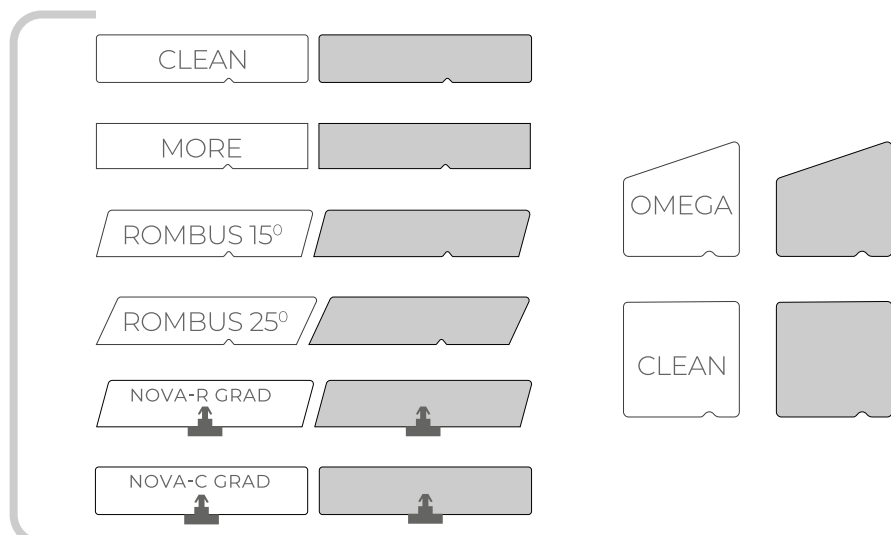 CLEAN
MORE
ROMBUS 15⁰
ROMBUS 25⁰
NOVA-R GRAD
NOVA-C GRAD
OMEGA
CLEAN